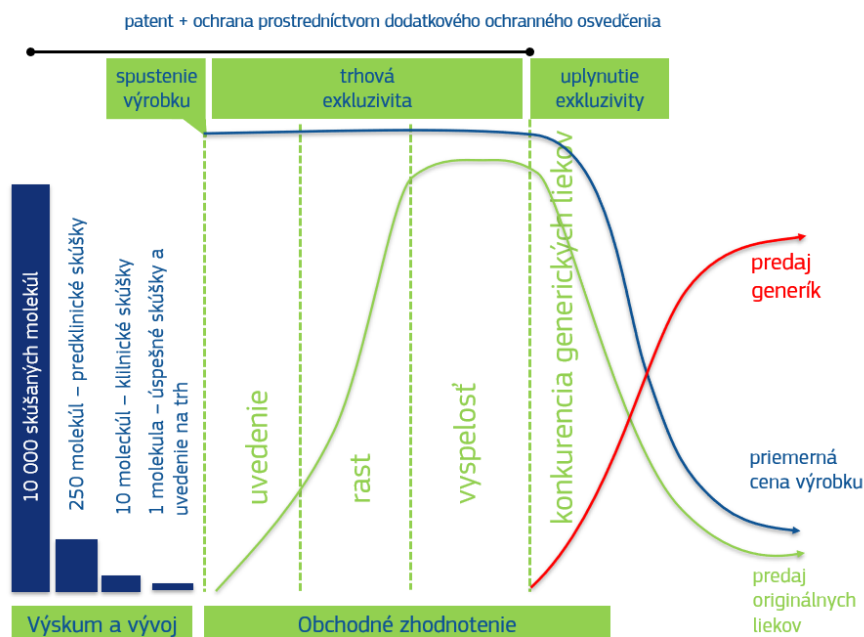 patent + ochrana prostredníctvom dodatkového ochranného osvedčenia
spustenie
výrobku
trhová
exkluzivita
uplynutie
exkluzivity
10 000 skúšaných molekúl
250 molekúl – predklinické skúšky
10 moleckúl – klilnické skúšky
1 molekula – úspešné skúšky a
uvedenie na trh
uvedenie
rast
vyspelosť
konkurencia generických liekov
predaj
generík
priemerná
cena výrobku
predaj
originálnych
liekov
Výskum a vývoj
Obchodné zhodnotenie